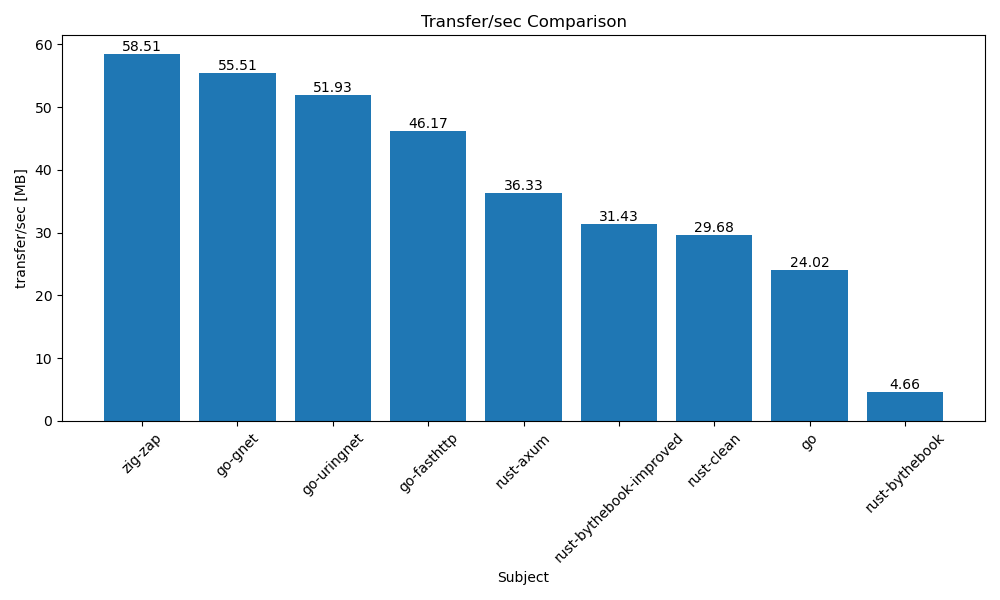 Transfer/sec Comparison
transfer/sec [MB]
60
50
40
30
20
10
0
58.51
55.51
51.93
46.17
36.33
31.43
29.68
24.02
4.66
zig-zap
go-gnet
go-uringnet
go-fasthttp
rust-axum
rust-bythebook-improved
rust-clean
go
rust-bythebook
Subject